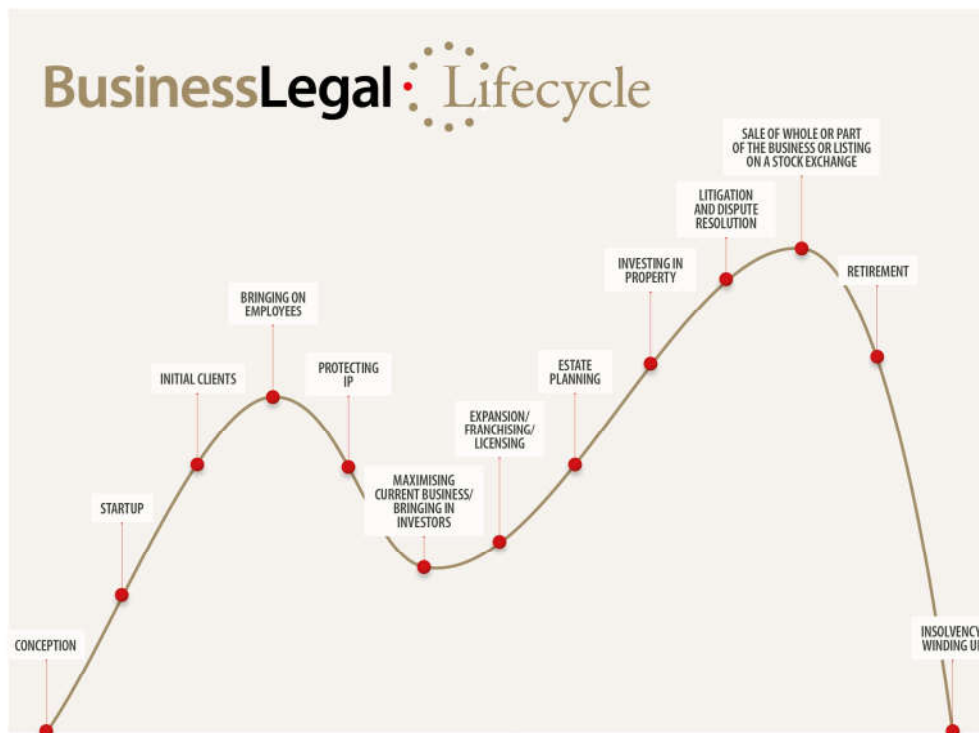 BusinessLegal Lifecycle
SALE OF WHOLE OR PART
OF THE BUSINESS OR LISTING
ON A STOCK EXCHANGE
LITIGATION
AND DISPUTE
RESOLUTION
INVESTING IN
PROPERTY
RETIREMENT
BRINGING ON
EMPLOYEES
PROTECTING
IP
ESTATE
PLANNING
INITIAL CLIENTS
EXPANSION/
FRANCHISING/
LICENSING
MAXIMISING
CURRENT BUSINESS/
BRINGING IN
INVESTORS
STARTUP
CONCEPTION
INSOLVENCY
WINDING U